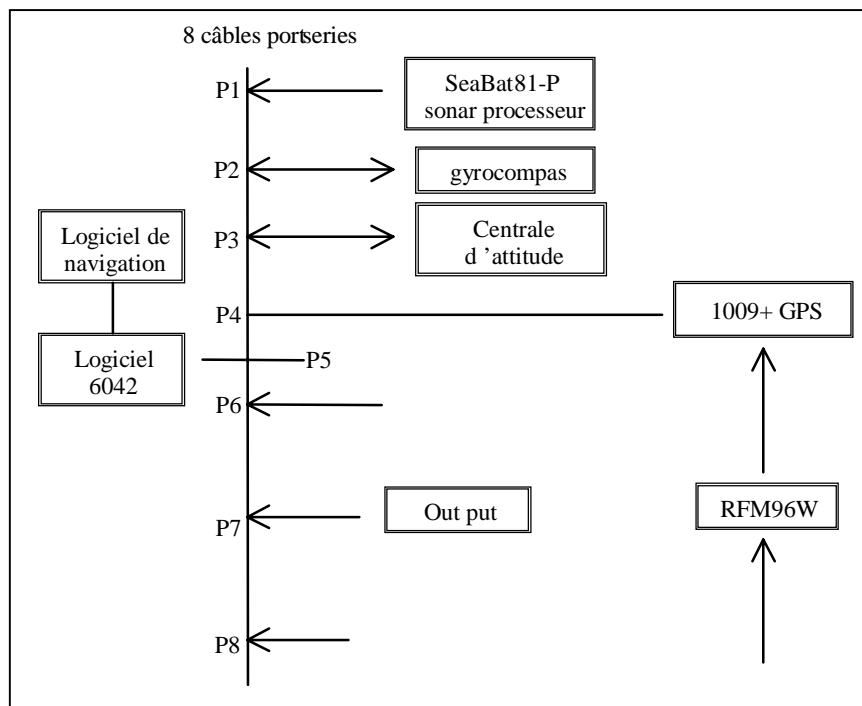 8 câbles portseries
P1
SeaBat81-P
sonar processeur
P2
gyrocompas
P3
Centrale
d ’attitude
Logiciel de
navigation
P4
1009+ GPS
Logiciel
6042
P5
P6
P7
Out put
RFM96W
P8